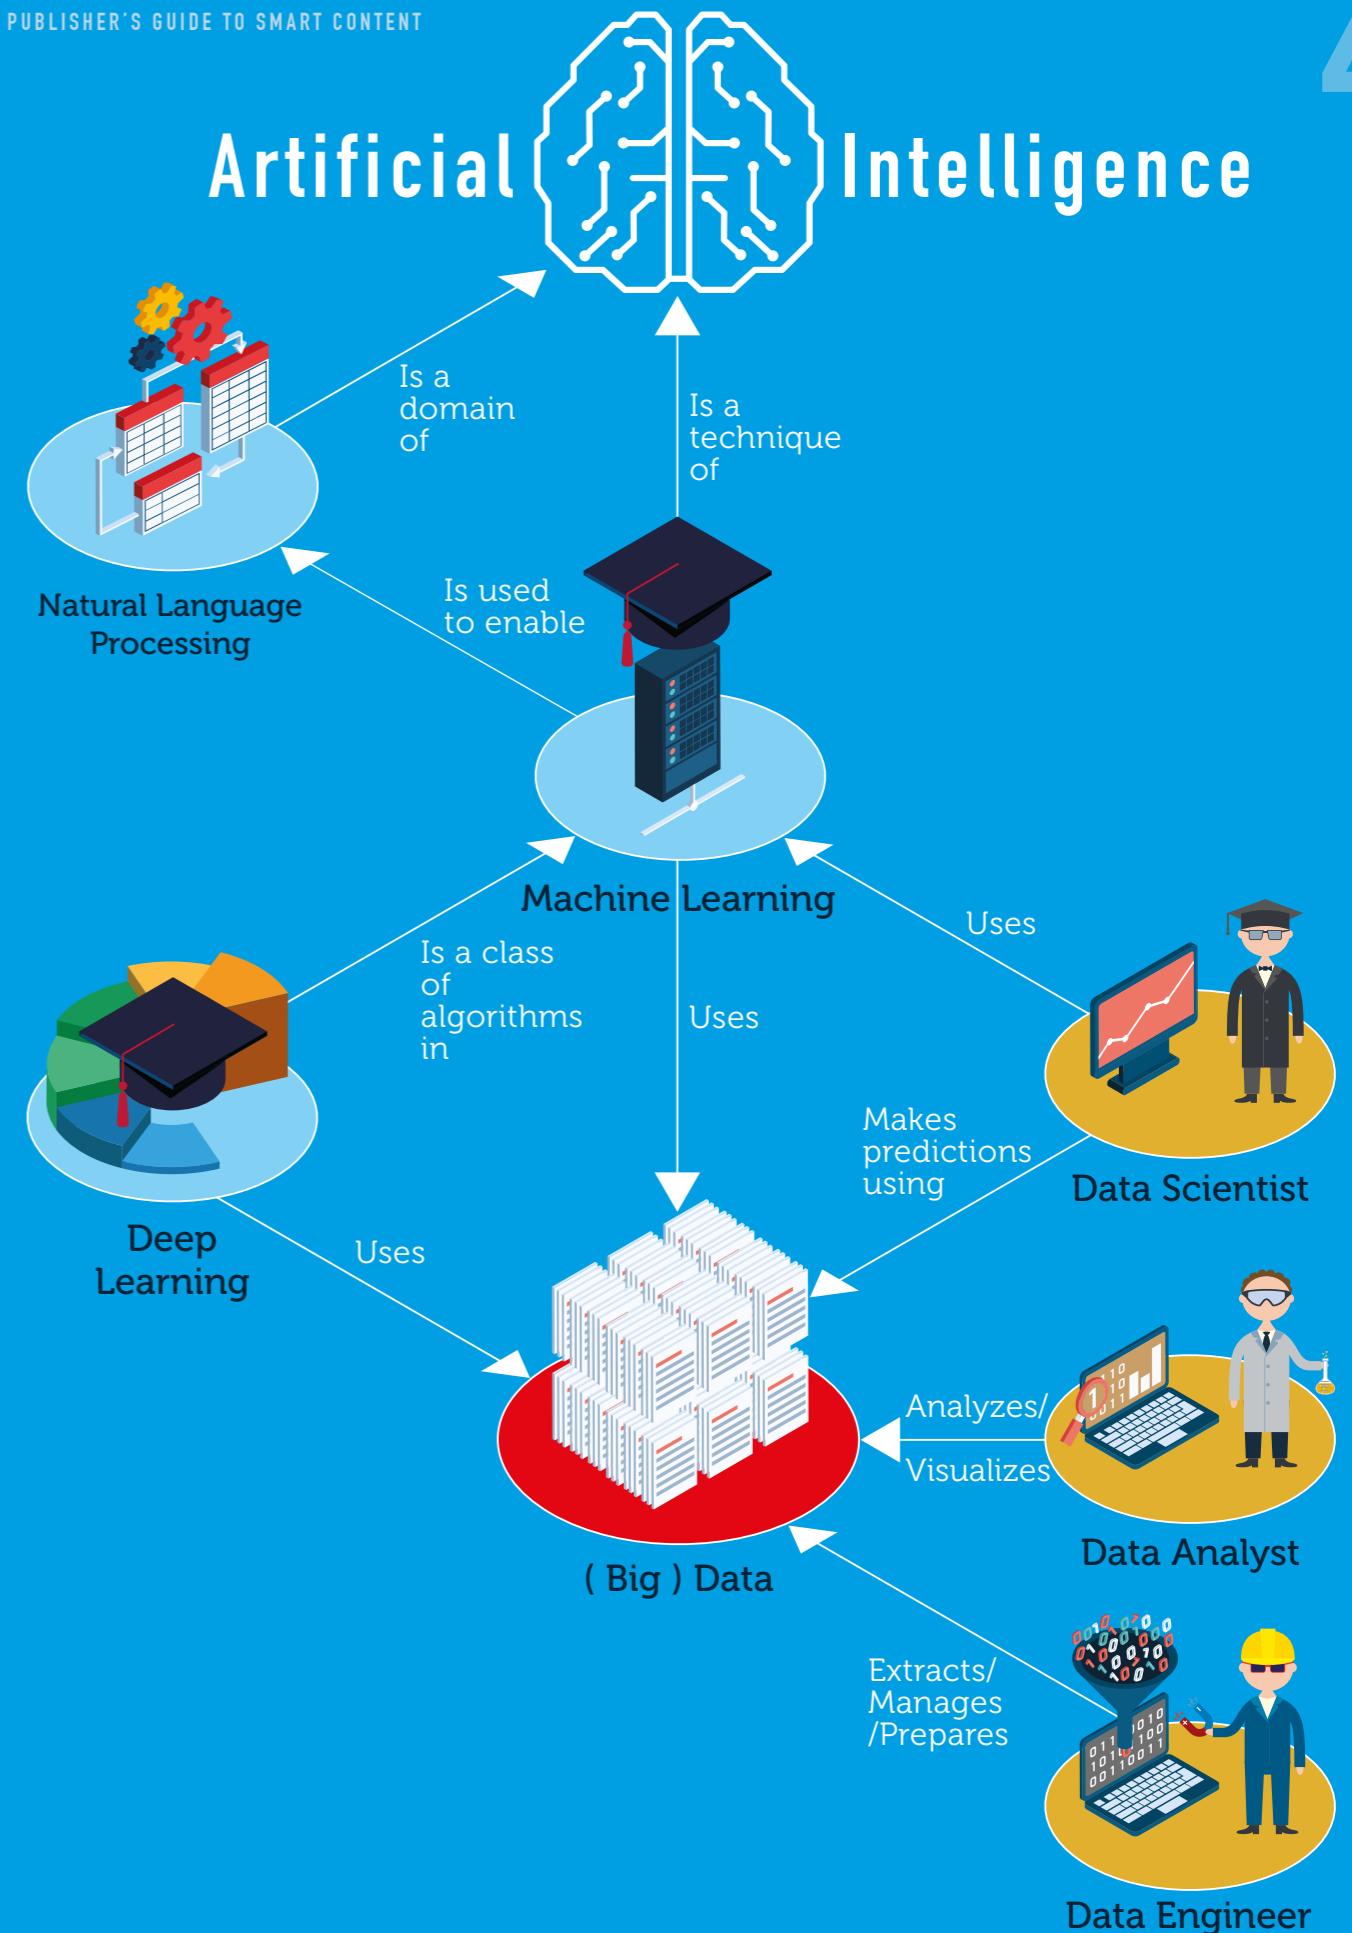 PUBLISHER'S GUIDE TO SMART CONTENT
4
Artificial Intelligence
Is a
domain
of
Is a
technique
of
Natural Language
Processing
Is used
to enable
Machine Learning
Is a class
of
algorithms
in
Uses
Uses
Deep
Learning
Uses
Makes
predictions
using
Data Scientist
Analyzes/
Visualizes
Data Analyst
( Big ) Data
Extracts/
Manages
/Prepares
Data Engineer